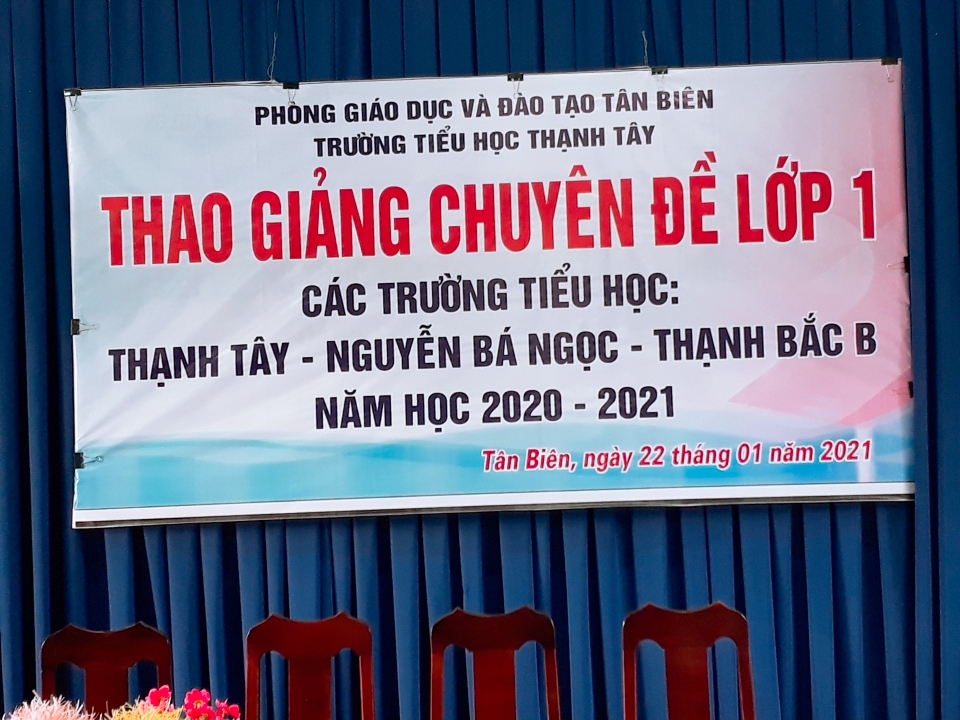 PHÒNG GIÁO DỤC VÀ ĐÀO TẠO TÂN BIÊN
TRƯỜNG TIỂU HỌC THẠNH TÂY
THAO GIẢNG CHUYÊN ĐỀ LỚP 1
CÁC TRƯỜNG TIỂU HỌC:
THẠNH TÂY - NGUYỄN BÁ NGỌC - THẠNH BẮC B
NĂM HỌC 2020 - 2021
Tân Biên, ngày 22 tháng 01 năm 2021